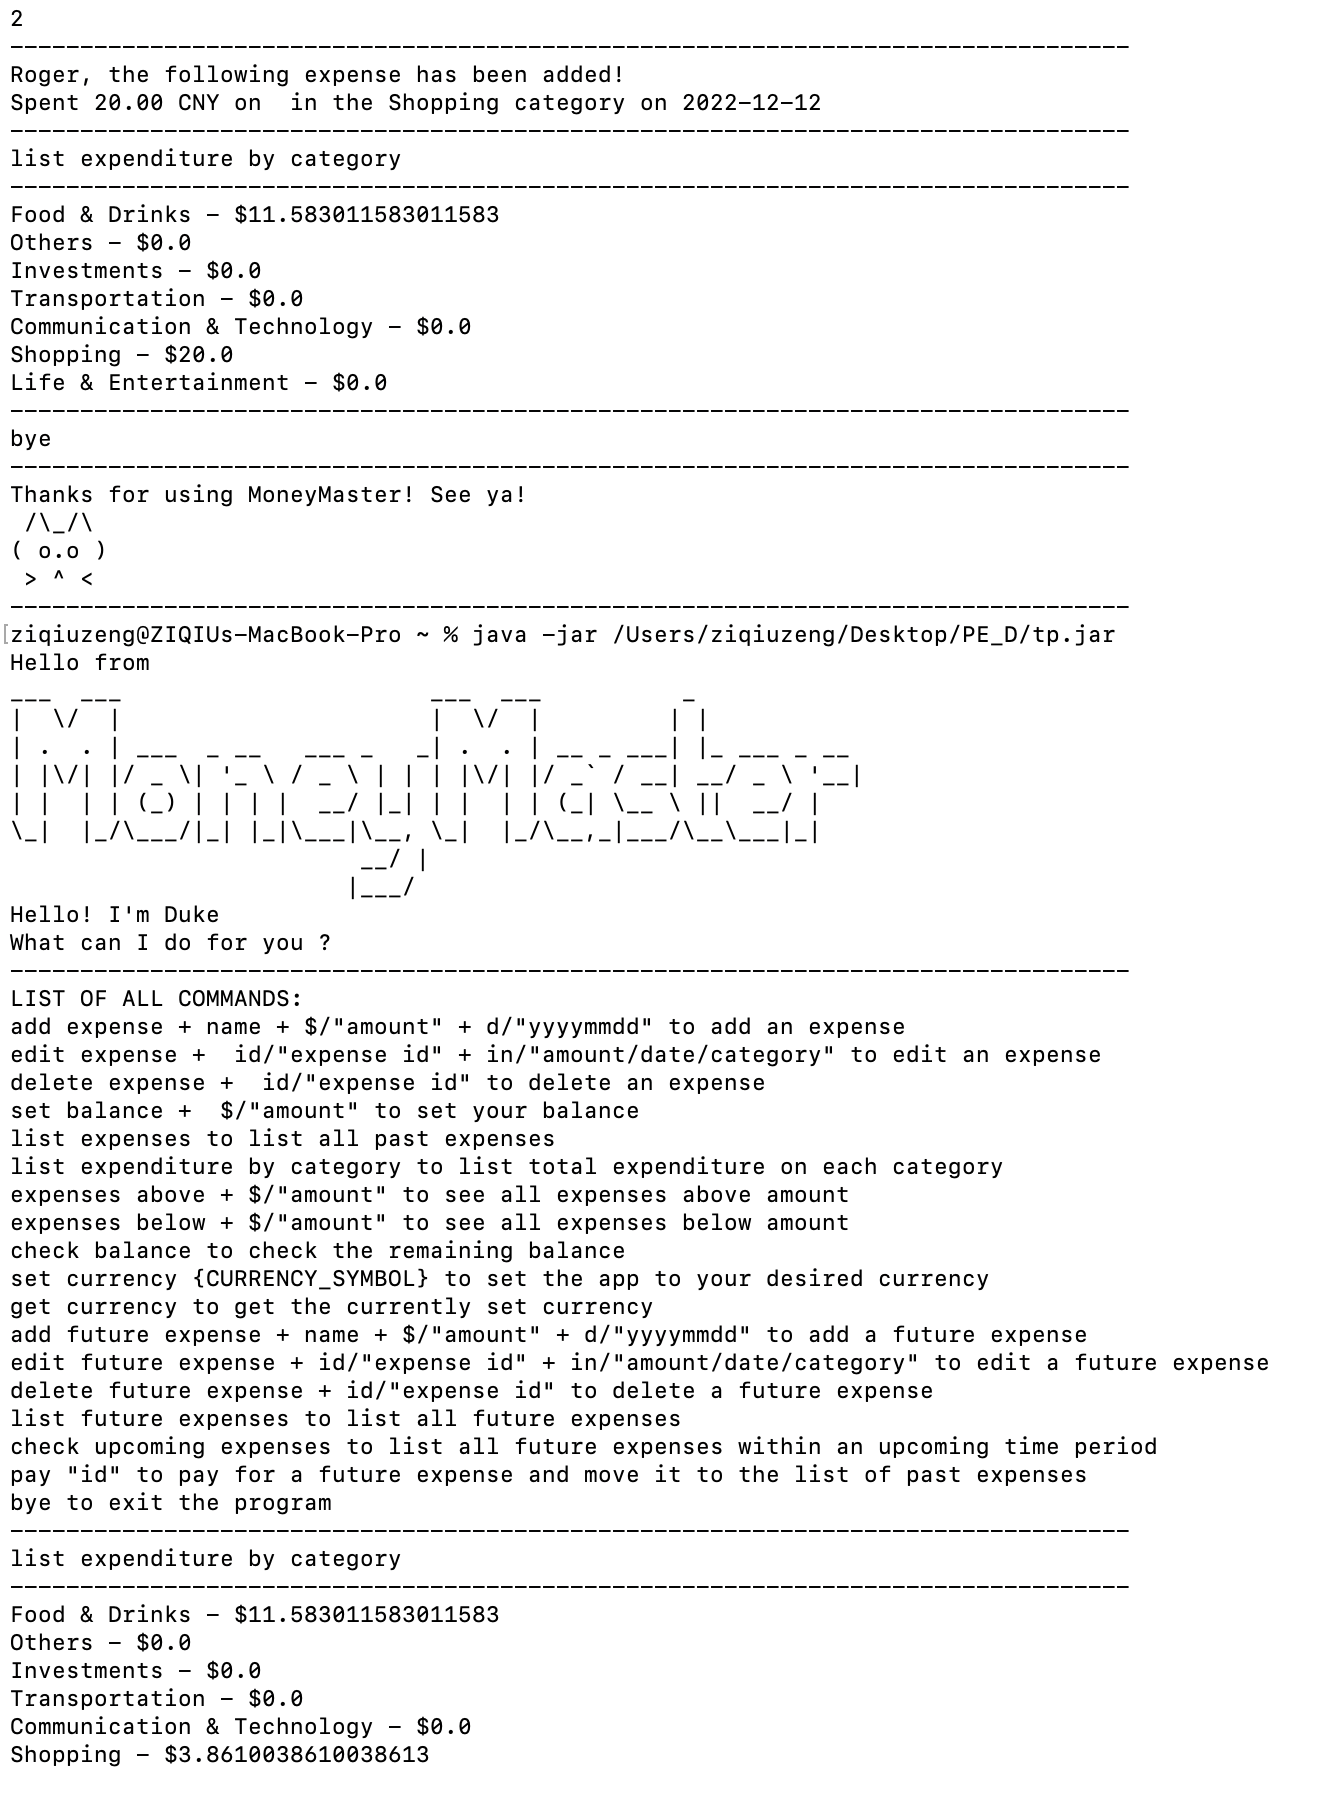 2
--------------------------------------------------------------------------------
Roger, the following expense has been added!
Spent 20.00 CNY on  in the Shopping category on 2022-12-12
--------------------------------------------------------------------------------
list expenditure by category
--------------------------------------------------------------------------------
Food & Drinks - $11.583011583011583
Others - $0.0
Investments - $0.0
Transportation - $0.0
Communication & Technology - $0.0
Shopping - $20.0
Life & Entertainment - $0.0
--------------------------------------------------------------------------------
bye
--------------------------------------------------------------------------------
Thanks for using MoneyMaster! See ya!
 /\_/\
( o.o )
 > ^ <
--------------------------------------------------------------------------------
[ziqiuzeng@ZIQIUs-MacBook-Pro ~ % java -jar /Users/ziqiuzeng/Desktop/PE_D/tp.jar
Hello from
___  ___                      ___  ___          _
|  \/  |                      |  \/  |         | |
| .  . | ___  _ __   ___ _   _| .  . | __ _ ___| |_ ___ _ __
| |\/| |/ _ \| '_ \ / _ \ | | | |\/| |/ _` / __| __/ _ \ '__|
| |  | | (_) | | | |  __/ |_| | |  | | (_| \__ \ ||  __/ |
\_|  |_/\___/|_| |_|\___|\__, \_|  |_/\__,_|___/\__\___|_|
                         __/ |
                        |___/
Hello! I'm Duke
What can I do for you ?
--------------------------------------------------------------------------------
LIST OF ALL COMMANDS:
add expense + name + $/"amount" + d/"yyyymmdd" to add an expense
edit expense +  id/"expense id" + in/"amount/date/category" to edit an expense
delete expense +  id/"expense id" to delete an expense
set balance +  $/"amount" to set your balance
list expenses to list all past expenses
list expenditure by category to list total expenditure on each category
expenses above + $/"amount" to see all expenses above amount
expenses below + $/"amount" to see all expenses below amount
check balance to check the remaining balance
set currency {CURRENCY_SYMBOL} to set the app to your desired currency
get currency to get the currently set currency
add future expense + name + $/"amount" + d/"yyyymmdd" to add a future expense
edit future expense + id/"expense id" + in/"amount/date/category" to edit a future expense
delete future expense + id/"expense id" to delete a future expense
list future expenses to list all future expenses
check upcoming expenses to list all future expenses within an upcoming time period
pay "id" to pay for a future expense and move it to the list of past expenses
bye to exit the program
--------------------------------------------------------------------------------
list expenditure by category
--------------------------------------------------------------------------------
Food & Drinks - $11.583011583011583
Others - $0.0
Investments - $0.0
Transportation - $0.0
Communication & Technology - $0.0
Shopping - $3.8610038610038613